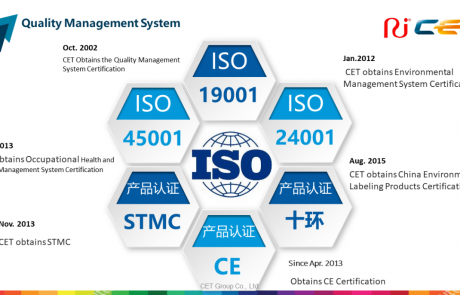 Quality Management System
CET
Oct. 2002
CET Obtains the Quality Management
System Certification
Jan.2012
CET obtains Environmental
Management System Certifica
ISO
19001
ISO
45001
ISO
24001
ISO
013
btains Occupational Health and
Management System Certification
Aug. 2015
CET obtains China Environ
Labeling Products Certificati
产品认证
STMC
产品认证
十环
Nov. 2013
CET obtains STMC
产品认证
CE
Since Apr. 2013
Obtains CE Certification
CET Group Co., Ltd.